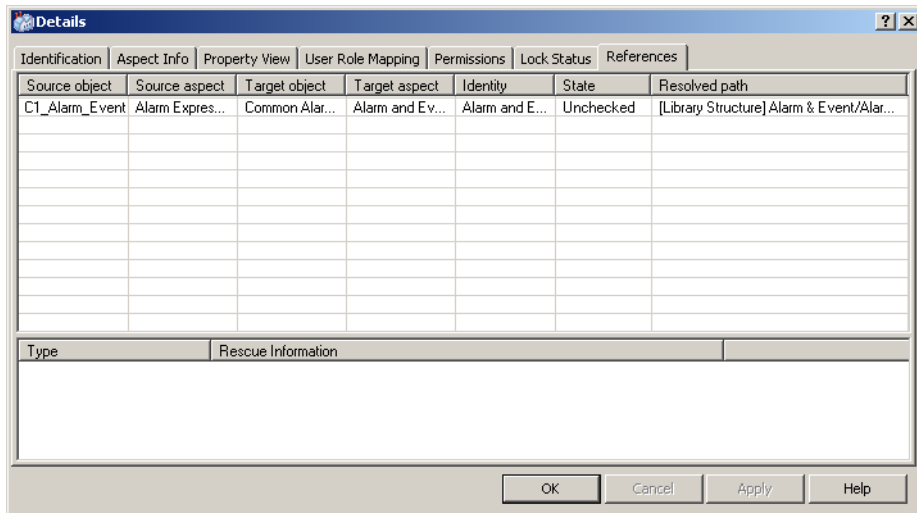 Details
Identification Aspect Info Property View User Role Mapping Permissions Lock Status References
Source object Source aspect Target object Target aspect Identity State Resolved path
C1_Alarm_Event Alarm Expres... Common Alar... Alarm and Ev... Alarm and E... Unchecked [Library Structure] Alarm & Event/Alar...
Type Rescue Information
OK Cancel Apply Help